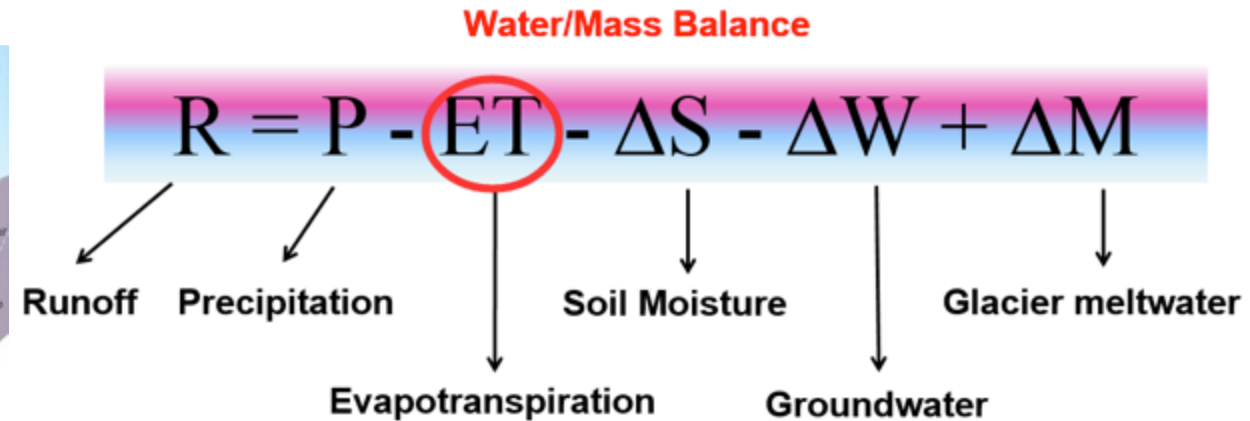 Water/Mass Balance
R = P - ET - ΔS - ΔW + ΔM
Runoff Precipitation Soil Moisture Glacier meltwater
Evapotranspiration Groundwater